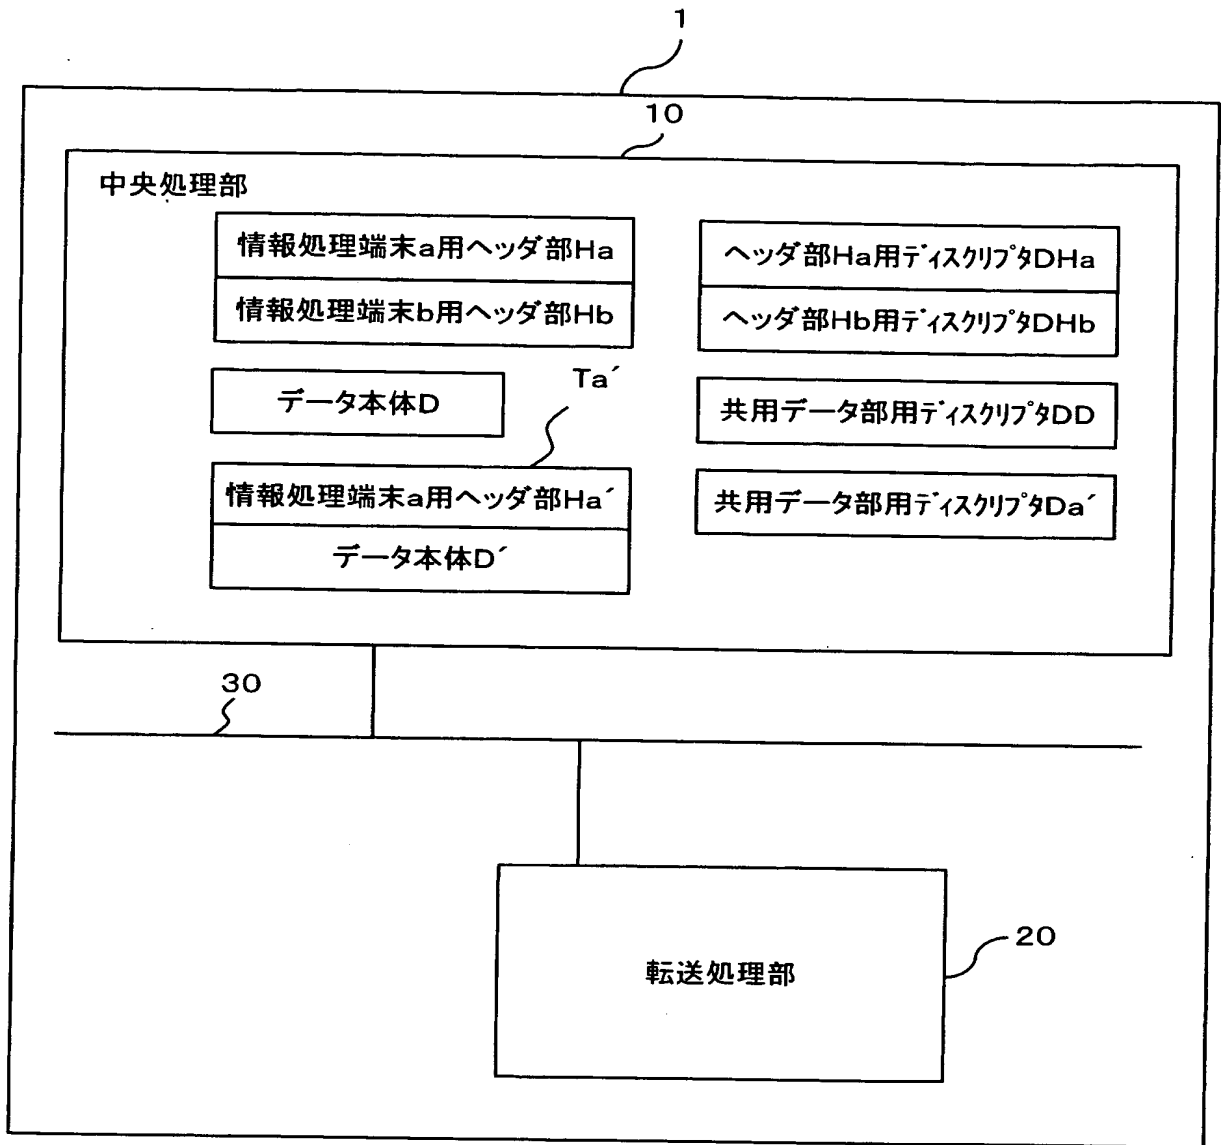 1
10
中央処理部
情報処理端末a用ヘッダ部Ha
情報処理端末b用ヘッダ部Hb
データ本体D
Ta´
情報処理端末a用ヘッダ部Ha´
データ本体D´
ヘッダ部Ha用ディスクリプタDHa
ヘッダ部Hb用ディスクリプタDHb
共用データ部用ディスクリプタDD
共用データ部用ディスクリプタDa´
30
転送処理部
20